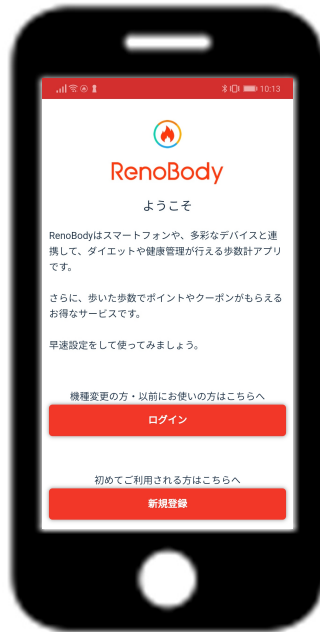 10:13
RenoBody
ようこそ
RenoBodyはスマートフォンや、多彩なデバイスと連
携して、ダイエットや健康管理が行える歩数計アプリ
です。
さらに、歩いた歩数でポイントやクーポンがもらえる
お得なサービスです。
早速設定をして使ってみましょう。
機種変更の方・以前にお使いの方はこちらへ
ログイン
初めてご利用される方はこちらへ
新規登録